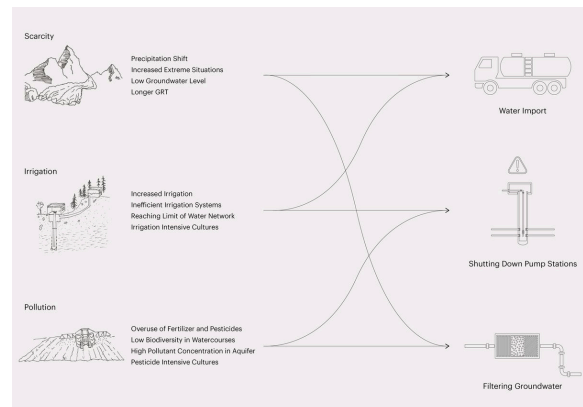 Scarcity
Precipitation Shift
Increased Extreme Situations
Low Groundwater Level
Longer GRT
Water Import
Irrigation
Increased Irrigation
Inefficient Irrigation Systems
Reaching Limit of Water Network
Irrigation Intensive Cultures
Shutting Down Pump Stations
Pollution
Overuse of Fertilizer and Pesticides
Low Biodiversity in Watercourses
High Pollutant Concentration in Aquifer
Pesticide Intensive Cultures
Filtering Groundwater